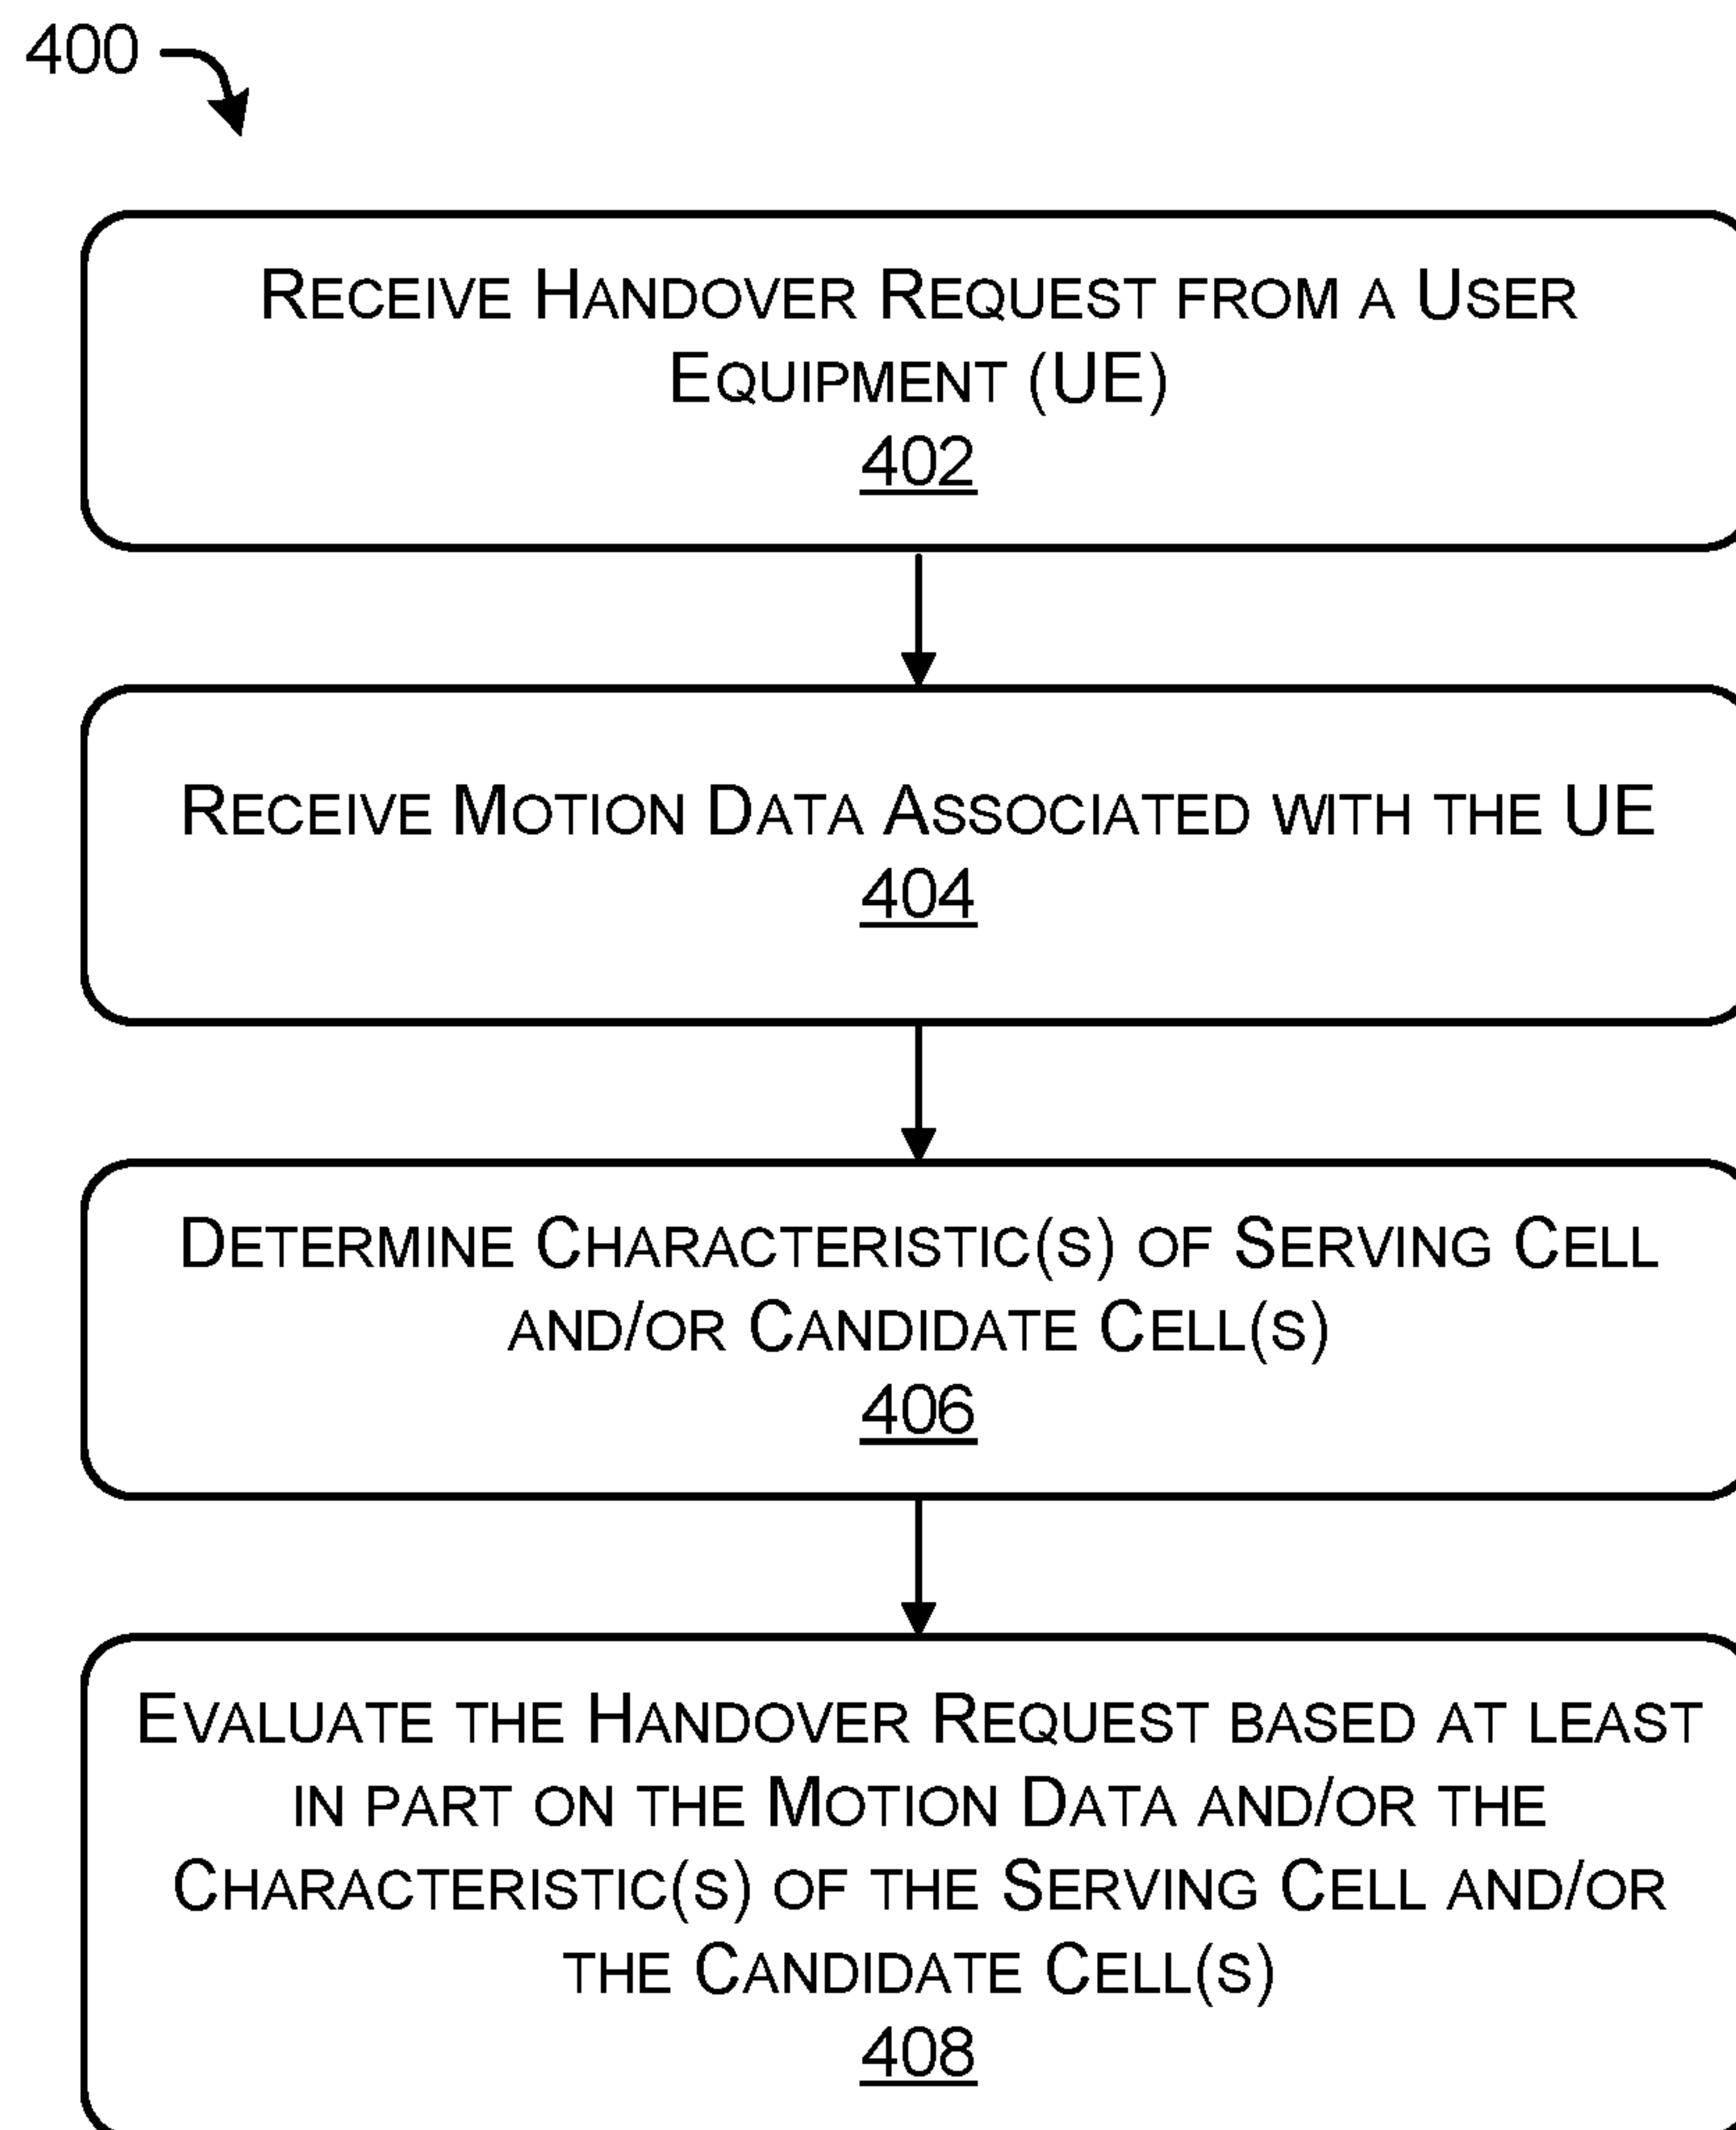 400
Receive Handover Request from a User
Equipment (UE)
402
Receive Motion Data Associated with the UE
404
Determine Characteristic(s) of Serving Cell
and/or Candidate Cell(s)
406
Evaluate the Handover Request based at least
in part on the Motion Data and/or the
Characteristic(s) of the Serving Cell and/or
the Candidate Cell(s)
408